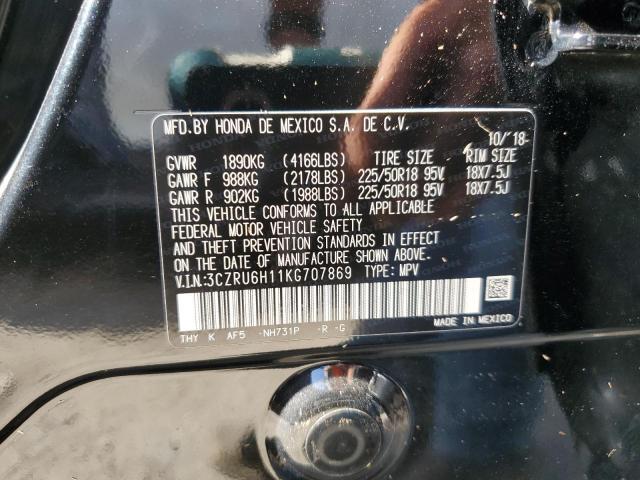 MFD.BY HONDA DE MEXICO S.A. DE C.V. 10/'18
GVWR 1890KG (4166LBS) TIRE SIZE RIM SIZE
GAWR F 988KG (2178LBS) 225/50R18 95V 18X7.5J
GAWR R 902KG (1988LBS) 225/50R18 95V 18X7.5J
THIS VEHICLE CONFORMS TO ALL APPLICABLE
FEDERAL MOTOR VEHICLE SAFETY
AND THEFT PREVENTION STANDARDS IN EFFECT
ON THE DATE OF MANUFACTURE SHOWN ABOVE.
V.I.N.:3CZRU6H11KG707869 TYPE: MPV
MADE IN MEXICO
THY K AF5 -NH731P -R -G